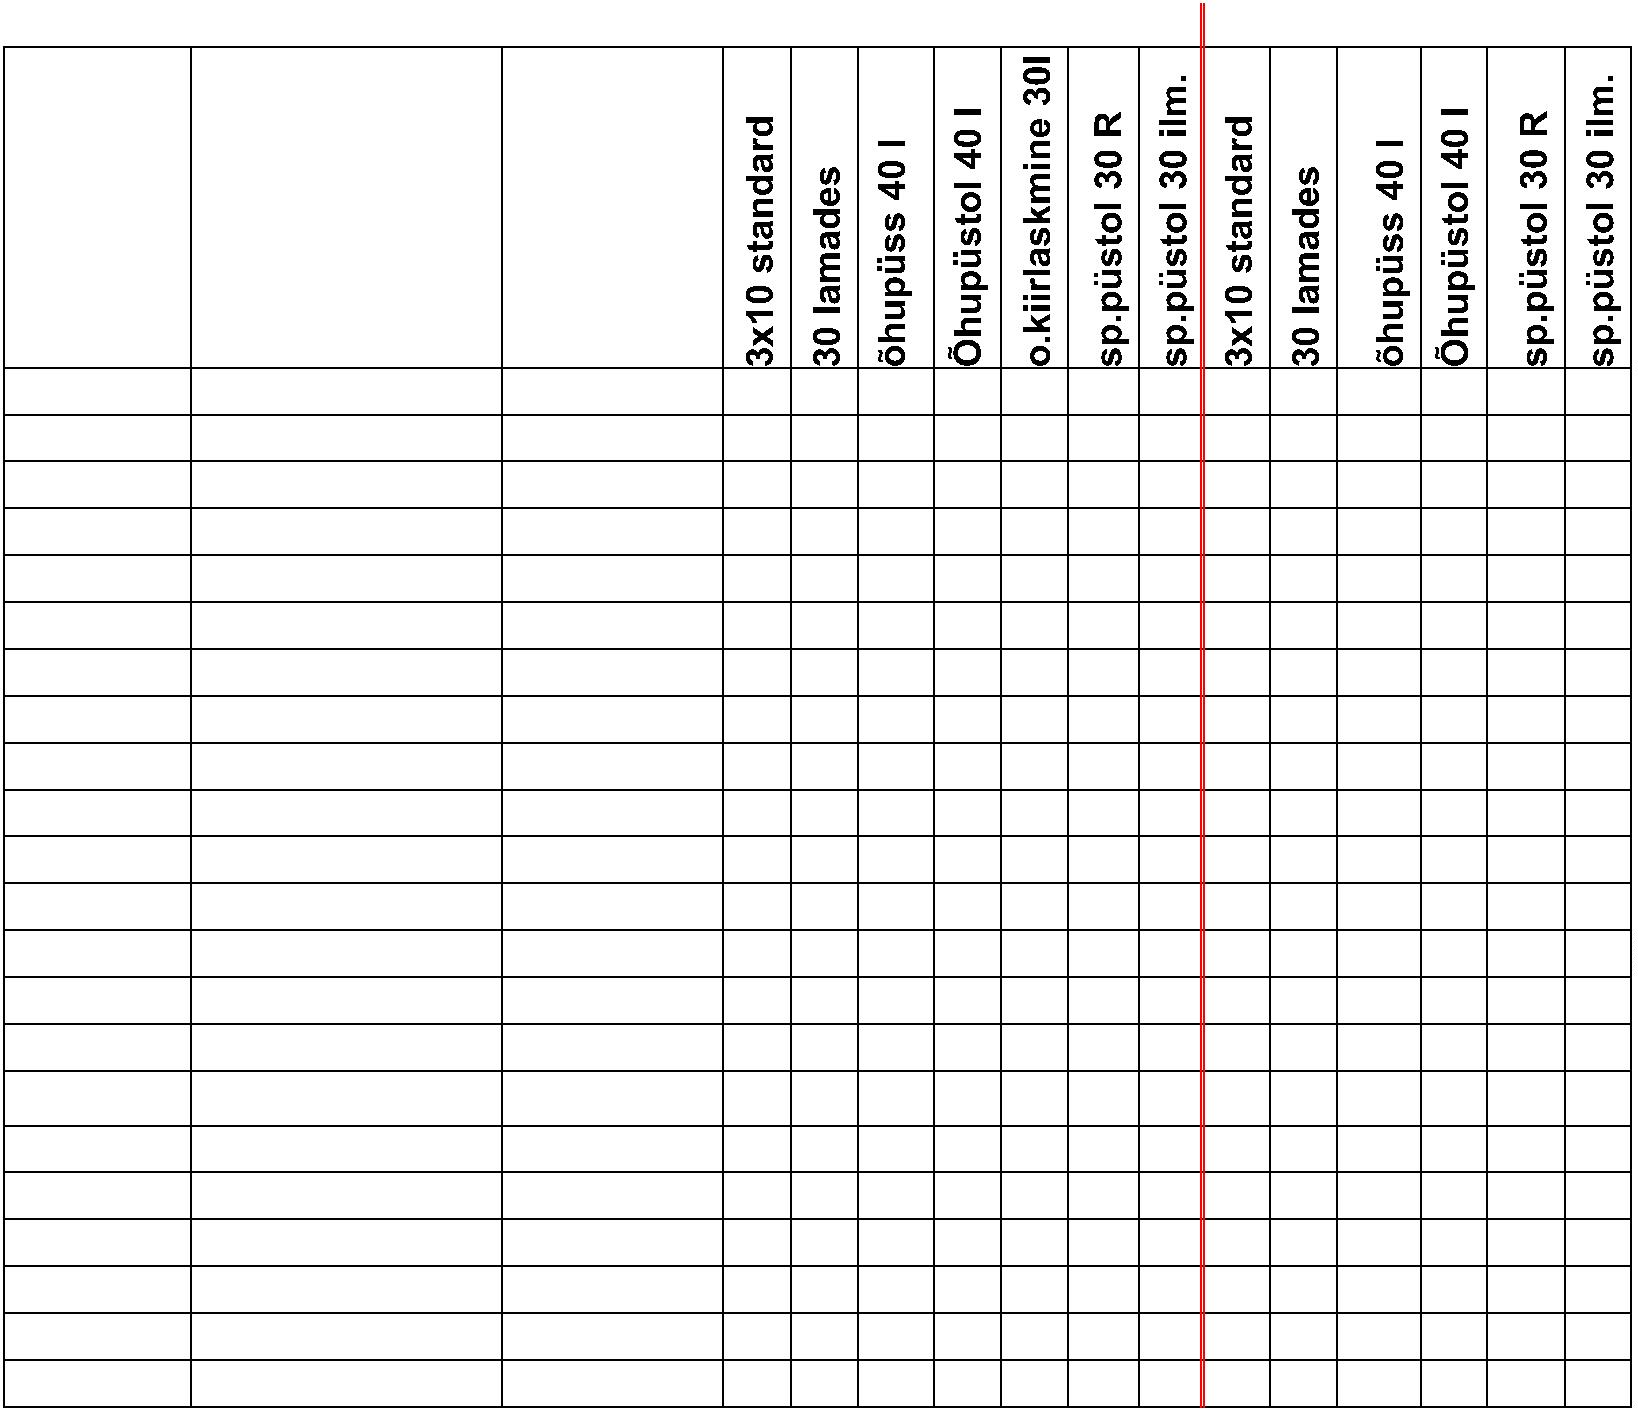 3x10 standard
30 lamades
õhupüss 40 l
Õhupüstol 40 l
o.kiirlaskmine 30l
sp.püstol 30 R
sp.püstol 30 ilm.
3x10 standard
30 lamades
õhupüss 40 l
Õhupüstol 40 l
sp.püstol 30 R
sp.püstol 30 ilm.